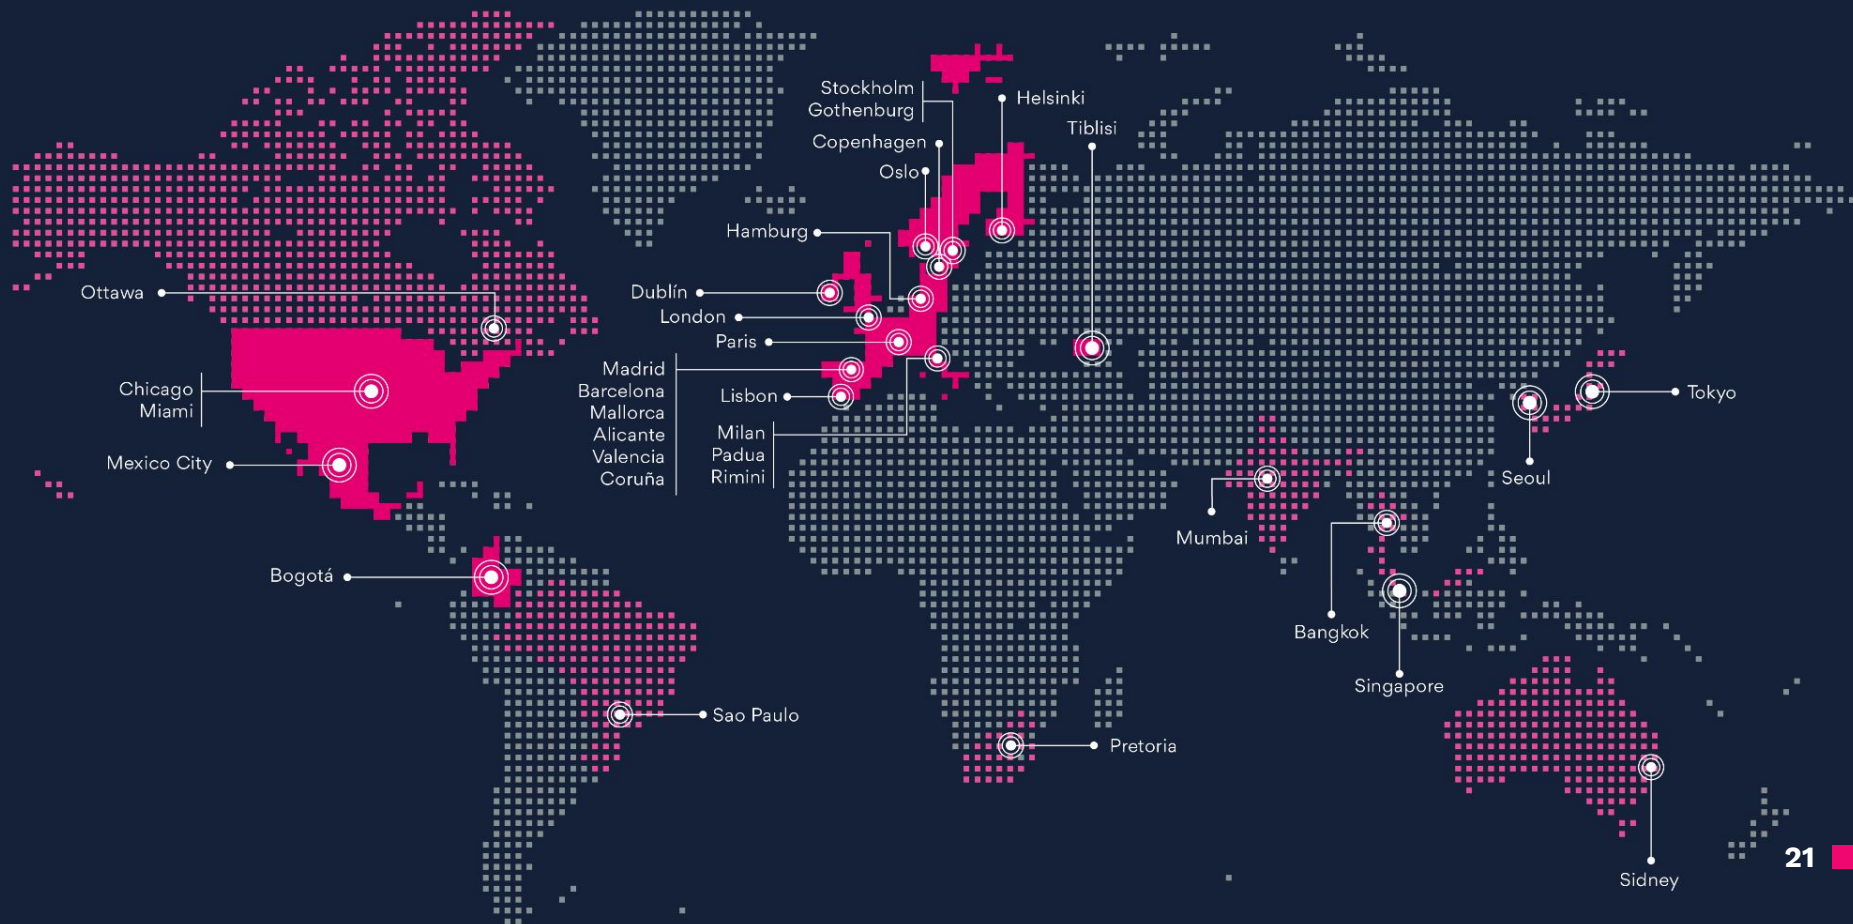 Stockholm
Gothenburg
Helsinki
Tiblisi
Copenhagen
Oslo
Hamburg
Ottawa
Dublín
London
Paris
Chicago
Miami
Madrid
Barcelona
Mallorca
Alicante
Valencia
Coruña
Lisbon
Milan
Padua
Rimini
Tokyo
Mexico City
Seoul
Mumbai
Bogotá
Bangkok
Singapore
Sao Paulo
Pretoria
21
Sidney